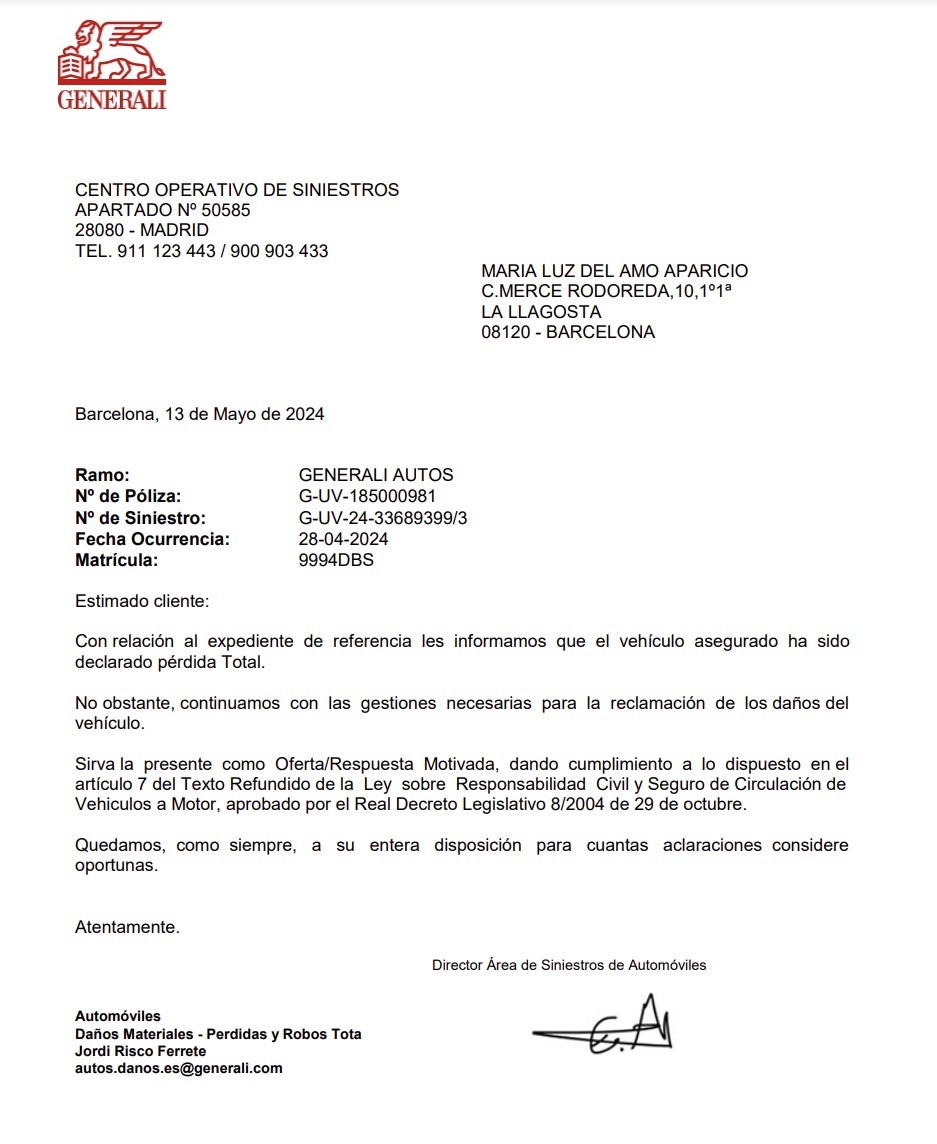 GENERALI
CENTRO OPERATIVO DE SINIESTROS
APARTADO Nº 50585
28080 - MADRID
TEL. 911 123 443 / 900 903 433
MARIA LUZ DEL AMO APARICIO
C.MERCE RODOREDA,10,1º1ª
LA LLAGOSTA
08120 - BARCELONA
Barcelona, 13 de Mayo de 2024
Ramo: GENERALI AUTOS
Nº de Póliza: G-UV-185000981
Nº de Siniestro: G-UV-24-33689399/3
Fecha Ocurrencia: 28-04-2024
Matrícula: 9994DBS
Estimado cliente:
Con relación al expediente de referencia les informamos que el vehículo asegurado ha sido
declarado pérdida Total.
No obstante, continuamos con las gestiones necesarias para la reclamación de los daños del
vehículo.
Sirva la presente como Oferta/Respuesta Motivada, dando cumplimiento a lo dispuesto en el
artículo 7 del Texto Refundido de la Ley sobre Responsabilidad Civil y Seguro de Circulación de
Vehiculos a Motor, aprobado por el Real Decreto Legislativo 8/2004 de 29 de octubre.
Quedamos, como siempre, a su entera disposición para cuantas aclaraciones considere
oportunas.
Atentamente.
Director Área de Siniestros de Automóviles
Automóviles
Daños Materiales - Perdidas y Robos Tota
Jordi Risco Ferrete
autos.danos.es@generali.com